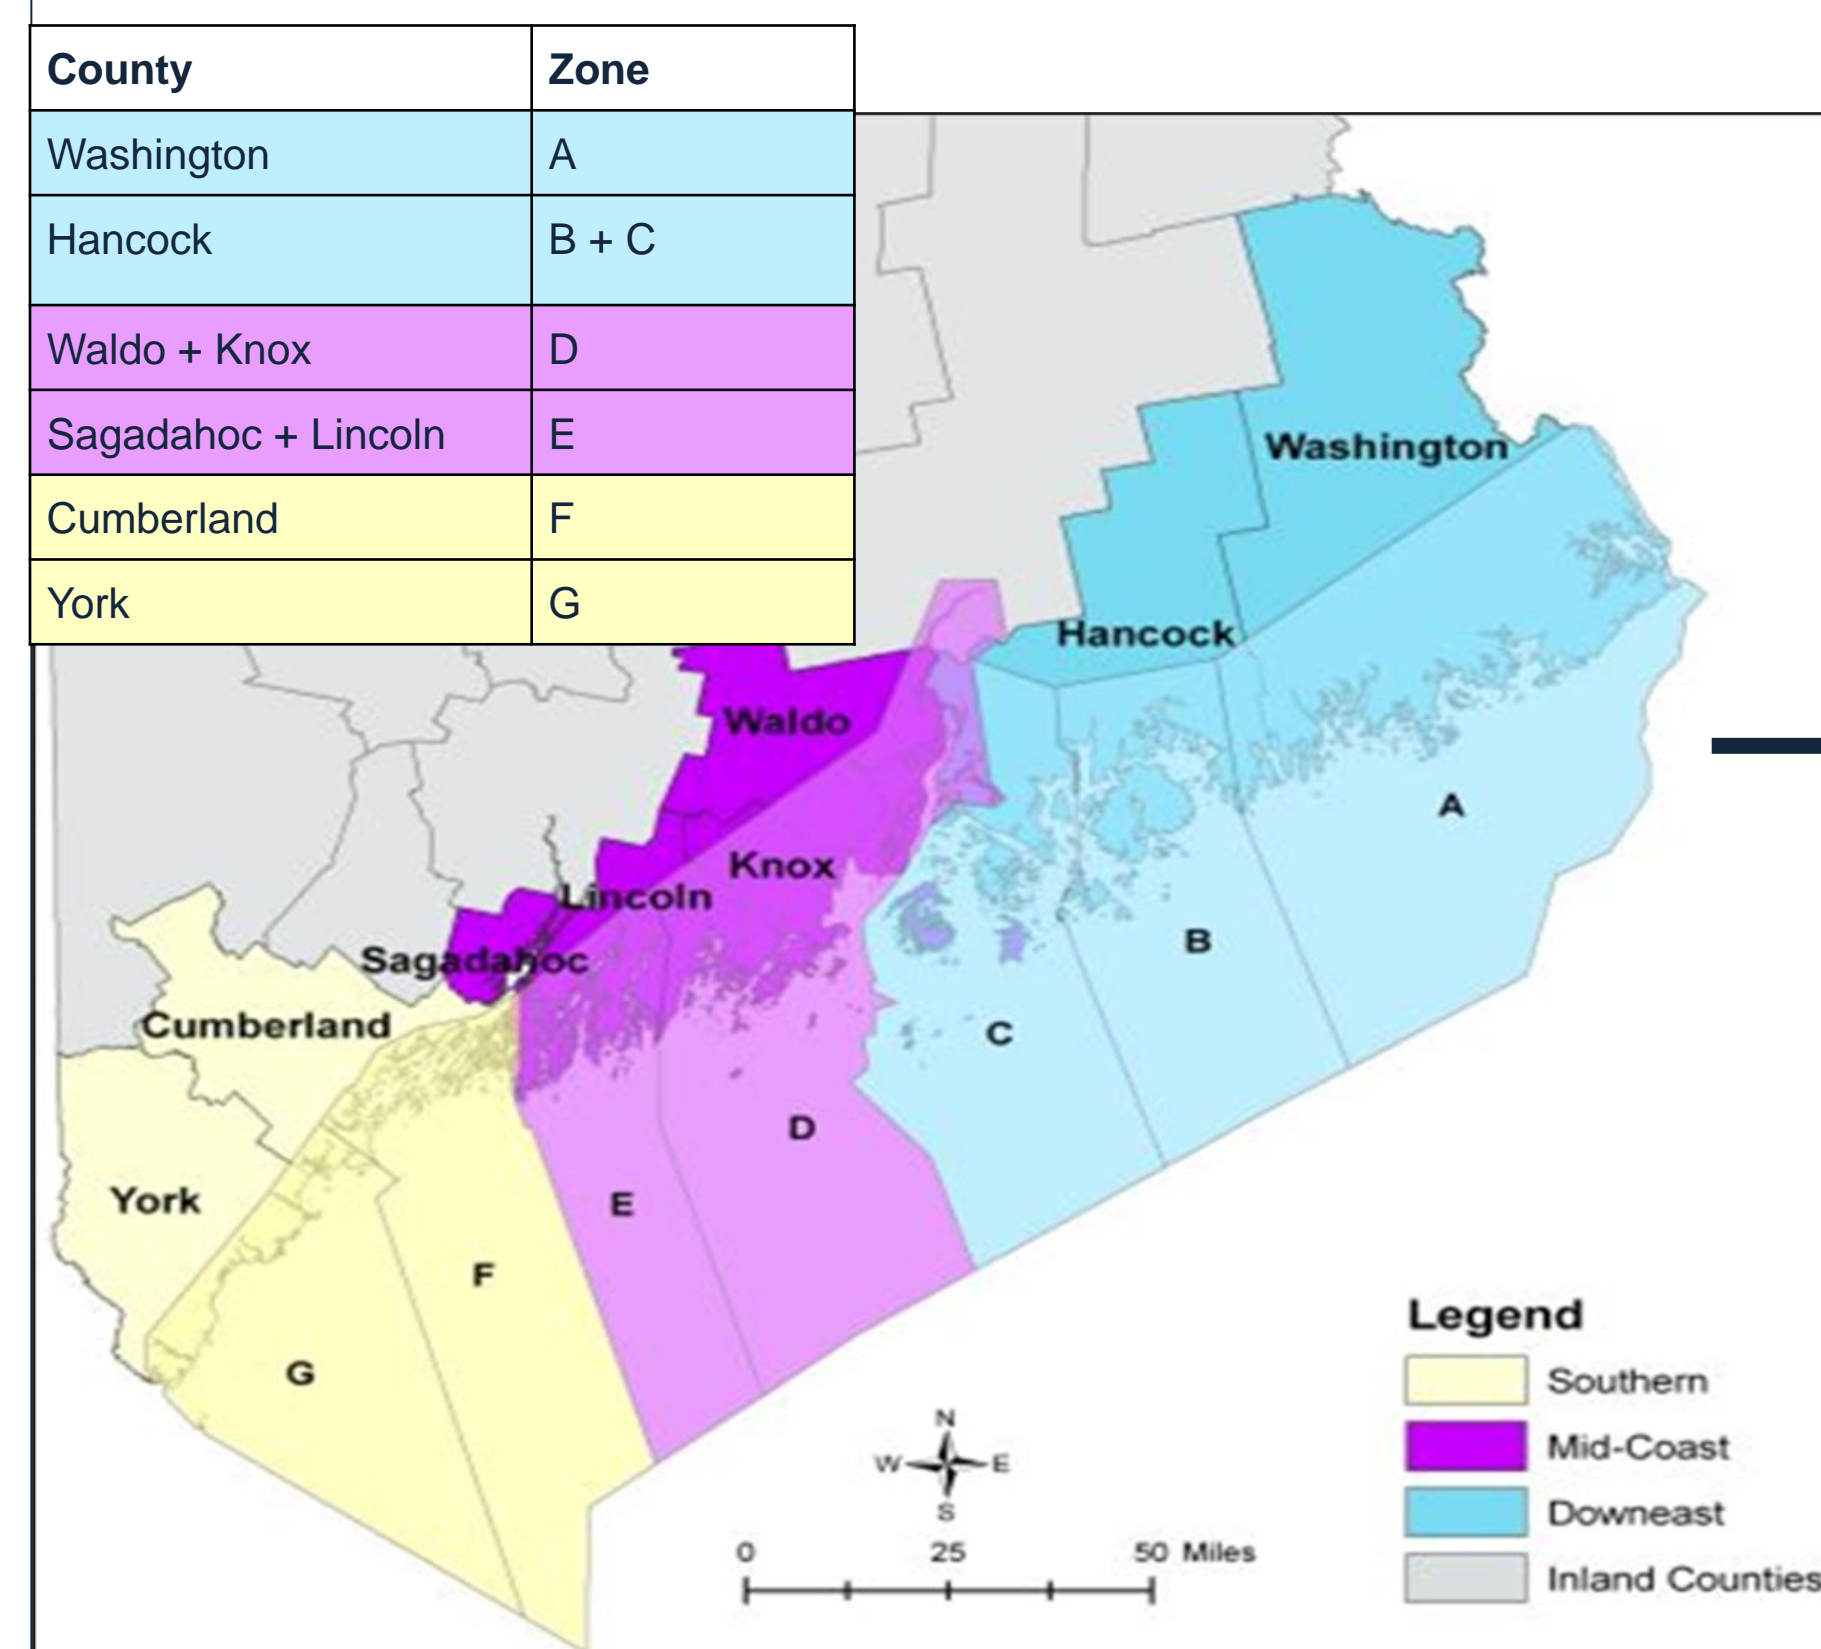 County Zone
Washington A
Hancock B + C
Waldo + Knox D
Sagadahoc + Lincoln E
Cumberland F
York G
Washington
Hancock
Waldo
A
Knox
Lincoln
B
Sagadahoc
Cumberland
C
D
York
E
F
G
Legend
Southern
Mid-Coast
Downeast
Inland Counties
N
W E
S
0 25 50 Miles